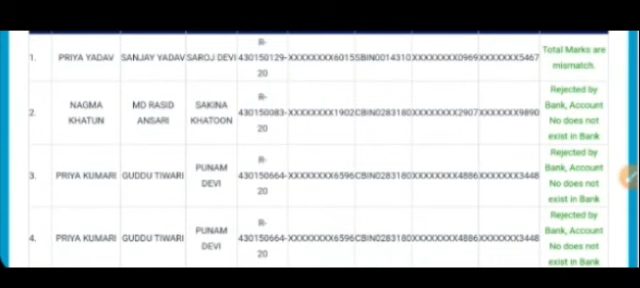 1. PRIYA YADAV SANJAY YADAV SAROJ DEVI R-430150129-20 XXXXXXXX6015 SBIN0014310 XXXXXXXX0969 XXXXXXX5467 Total Marks are mismatch.
2. NAGMA KHATUN MD RASID ANSARI SAKINA KHATOON R-430150083-20 XXXXXXXX1902 CBIN0283180 XXXXXXXX2907 XXXXXXX9890 Rejected by Bank, Account No does not exist in Bank
3. PRIYA KUMARI GUDDU TIWARI PUNAM DEVI R-430150664-20 XXXXXXXX6596 CBIN0283180 XXXXXXXX4886 XXXXXXX3448 Rejected by Bank, Account No does not exist in Bank
4. PRIYA KUMARI GUDDU TIWARI PUNAM DEVI R-430150664-20 XXXXXXXX6596 CBIN0283180 XXXXXXXX4886 XXXXXXX3448 Rejected by Bank, Account No does not exist in Bank